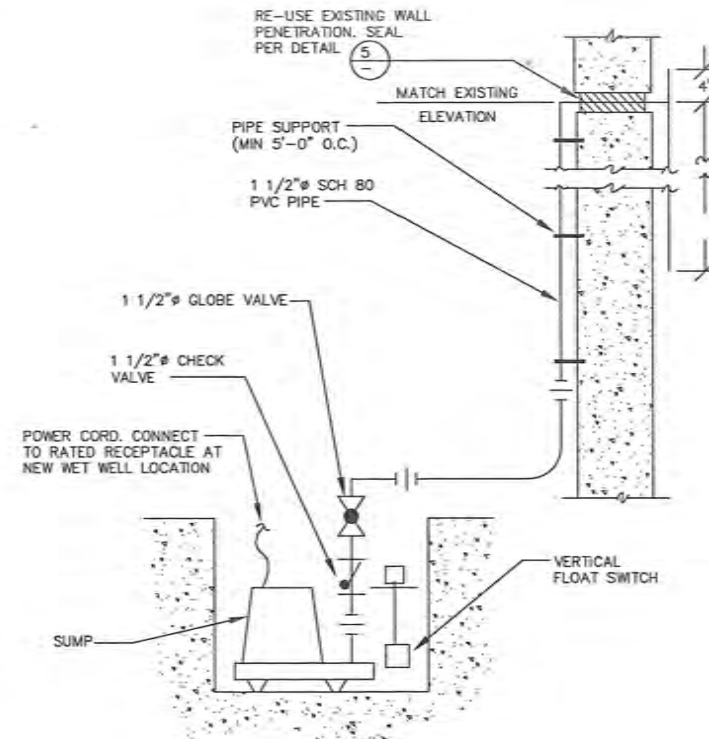 RE-USE EXISTING WALL
PENETRATION. SEAL
PER DETAIL
5
-
MATCH EXISTING
ELEVATION
4'
PIPE SUPPORT
(MIN 5'-0" O.C.)
1 1/2"ø SCH 80
PVC PIPE
1 1/2"ø GLOBE VALVE
1 1/2"ø CHECK
VALVE
POWER CORD. CONNECT
TO RATED RECEPTACLE AT
NEW WET WELL LOCATION
VERTICAL
FLOAT SWITCH
SUMP